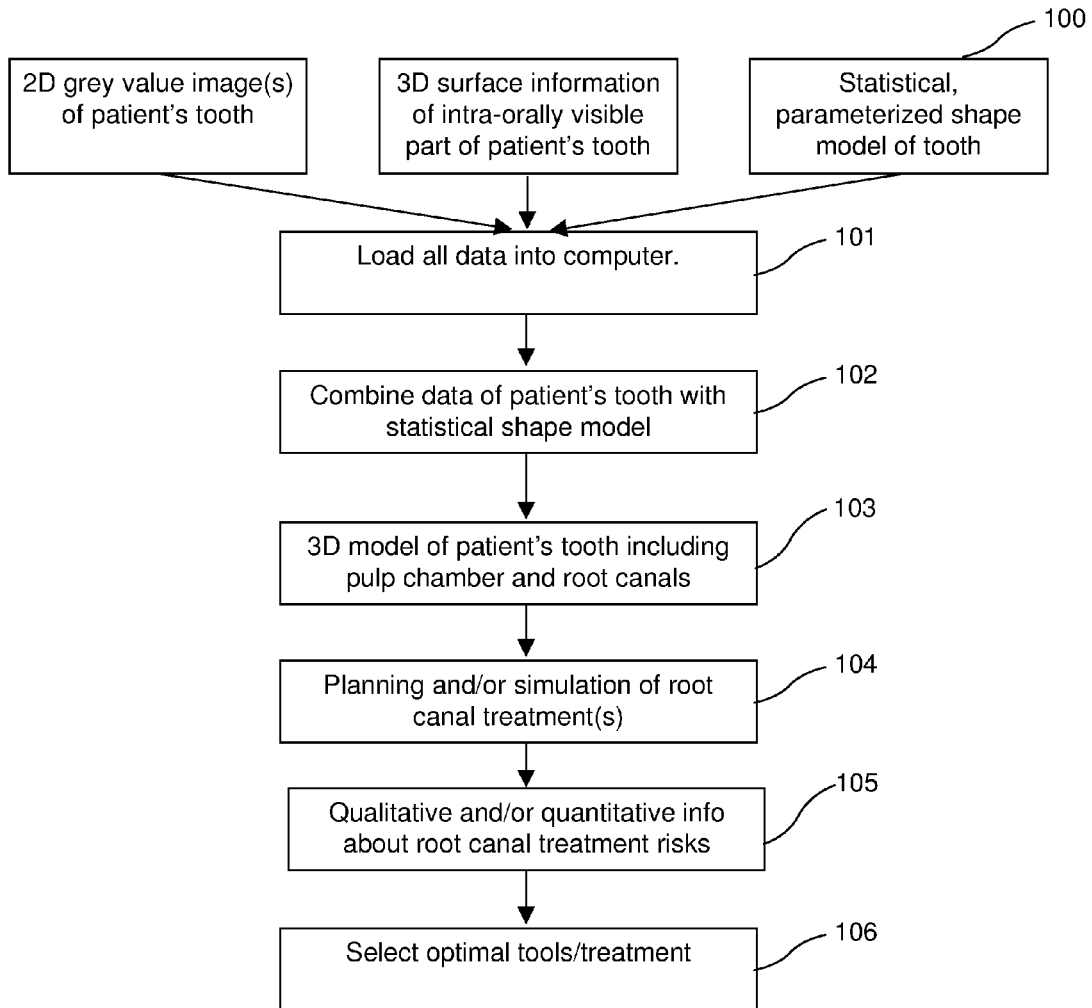 100
2D grey value image(s)
of patient's tooth
3D surface information
of intra-orally visible
part of patient's tooth
Statistical,
parameterized shape
model of tooth
Load all data into computer.
101
Combine data of patient's tooth with
statistical shape model
102
3D model of patient's tooth including
pulp chamber and root canals
103
Planning and/or simulation of root
canal treatment(s)
104
Qualitative and/or quantitative info
about root canal treatment risks
105
Select optimal tools/treatment
106